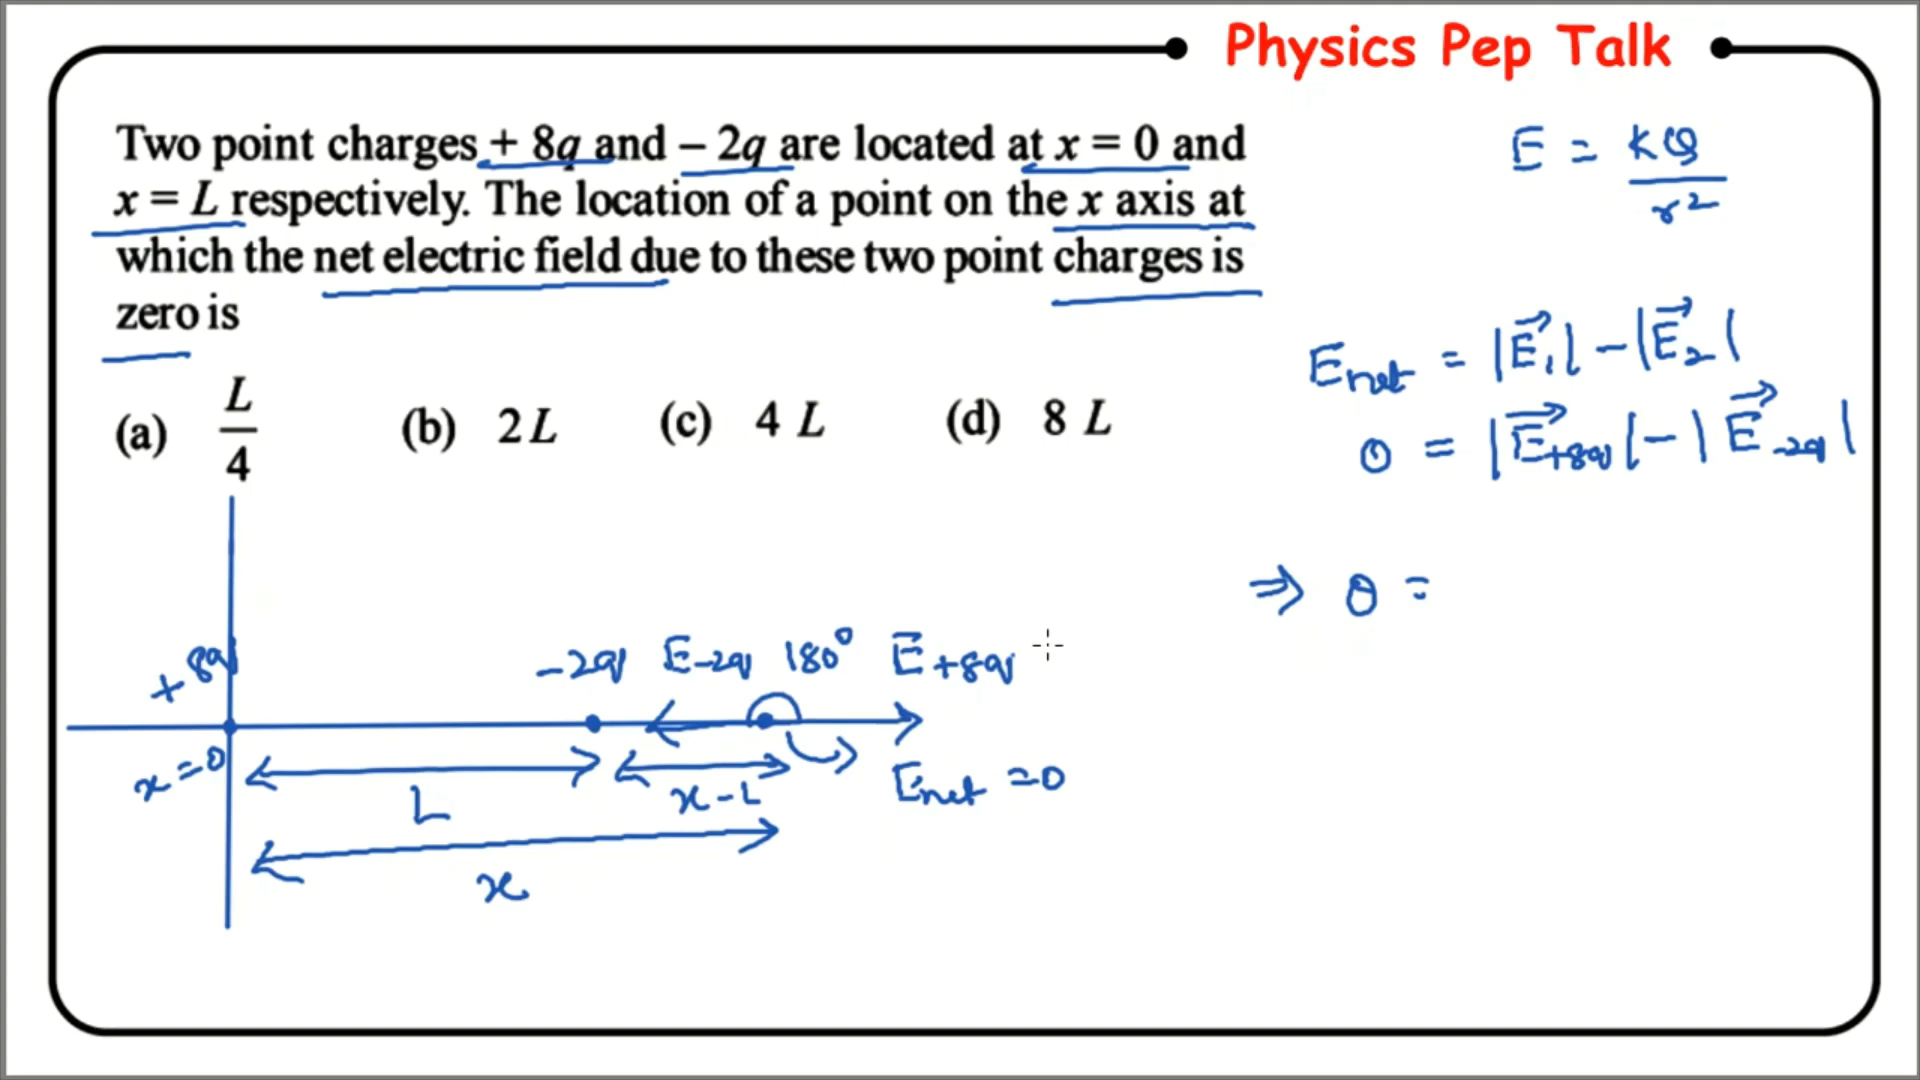 Physics Pep Talk
Two point charges + 8q and – 2q are located at x = 0 and
x = L respectively. The location of a point on the x axis at
which the net electric field due to these two point charges is
zero is
(a) L/4 (b) 2L (c) 4 L (d) 8 L
E = KQ/r²
Enet = |E⃗₁| – |E⃗₂|
0 = |E⃗+8q| – |E⃗-2q|
⇒ 0 =
+8q
-2q E-2q 180° E+8q
x=0
L
x-L
Enet =0
x